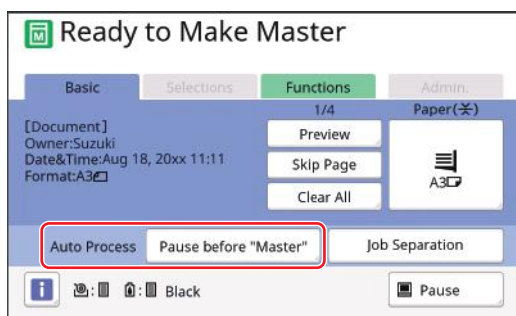 Ready to Make Master
Basic
Selections
Functions
Admin.
1/4
Paper(⚹)
[Document]
Owner:Suzuki
Date&Time:Aug 18, 20xx 11:11
Format:A3
Preview
Skip Page
Clear All
A3
Auto Process
Pause before "Master"
Job Separation
i
Black
Pause